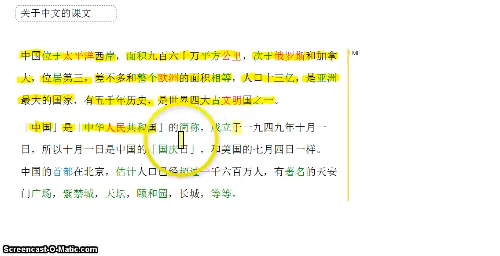 关于中文的课文
中国位于太平洋西岸，面积九百六十万平方公里，次于俄罗斯和加拿
大，位居第三，差不多和整个欧洲的面积相等，人口十三亿，是亚洲
最大的国家，有五千年历史，是世界四大古文明国之一。
「中国」是「中华人民共和国」的简称，成立于一九四九年十月一
日，所以十月一日是中国的「国庆日」，和美国的七月四日一样。
中国的首都在北京，估计人口已经超过一千六百万人，有著名的天安
门广场，紫禁城，天坛，颐和园，长城，等等。
Screencast-O-Matic.com